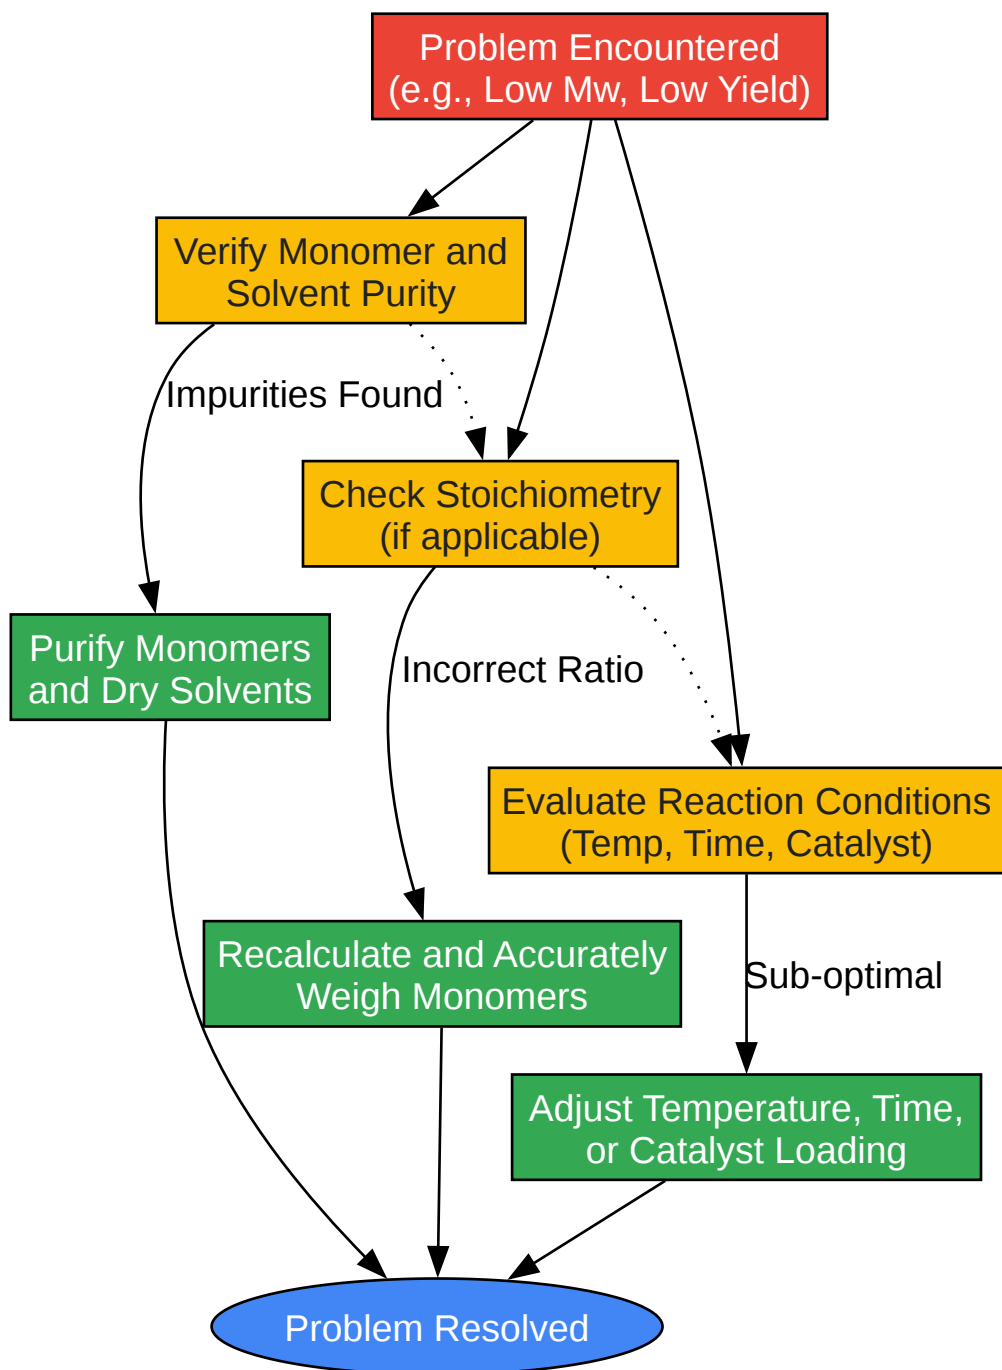 Problem Encountered
(e.g., Low Mw, Low Yield)
Verify Monomer and
Solvent Purity
Impurities Found
Check Stoichiometry
(if applicable)
Purify Monomers
and Dry Solvents
Incorrect Ratio
Evaluate Reaction Conditions
(Temp, Time, Catalyst)
Recalculate and Accurately
Weigh Monomers
Sub-optimal
Adjust Temperature, Time,
or Catalyst Loading
Problem Resolved